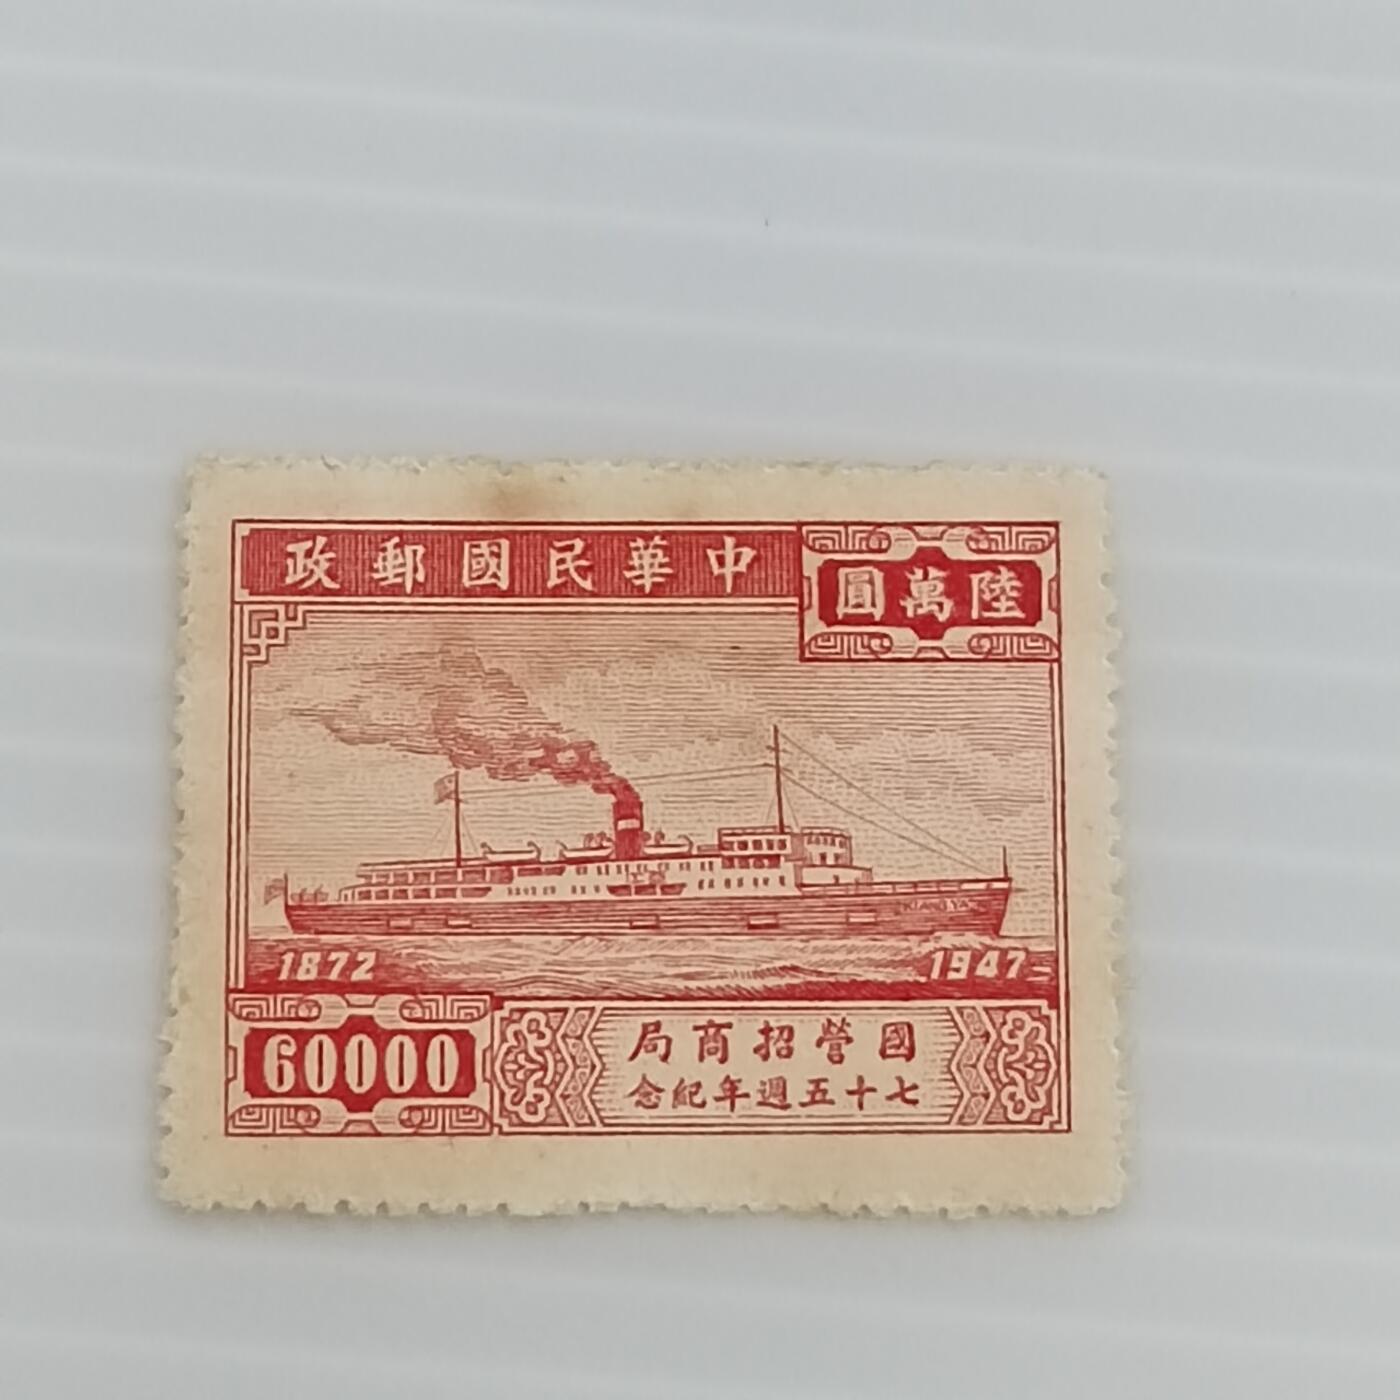 中華民國郵政
陸萬圓
1872
1947
60000
國營招商局
七十五週年紀念